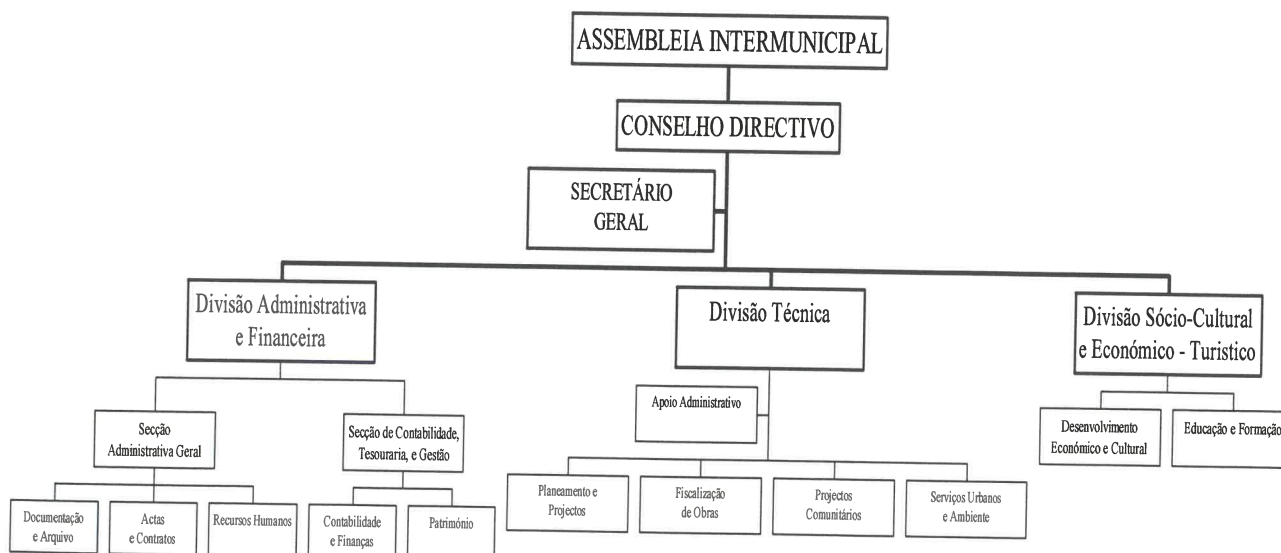 ASSEMBLEIA INTERMUNICIPAL
CONSELHO DIRECTIVO
SECRETÁRIO
GERAL
Divisão Administrativa
e Financeira
Divisão Técnica
Divisão Sócio-Cultural
e Económico - Turistico
Secção
Administrativa Geral
Secção de Contabilidade,
Tesouraria, e Gestão
Apoio Administrativo
Desenvolvimento
Económico e Cultural
Educação e Formação
Documentação
e Arquivo
Actas
e Contratos
Recursos Humanos
Contabilidade
e Finanças
Património
Planeamento e
Projectos
Fiscalização
de Obras
Projectos
Comunitários
Serviços Urbanos
e Ambiente